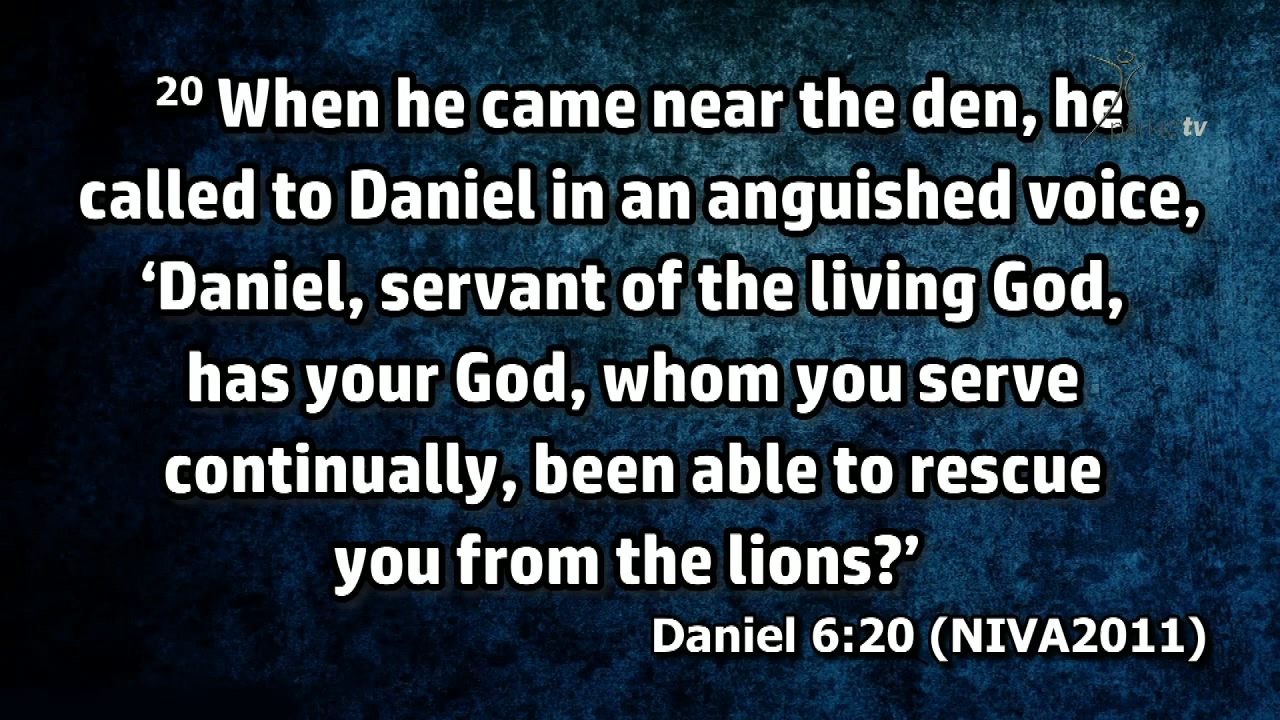 20 When he came near the den, he
called to Daniel in an anguished voice,
‘Daniel, servant of the living God,
has your God, whom you serve
continually, been able to rescue
you from the lions?’
Daniel 6:20 (NIVA2011)
tv